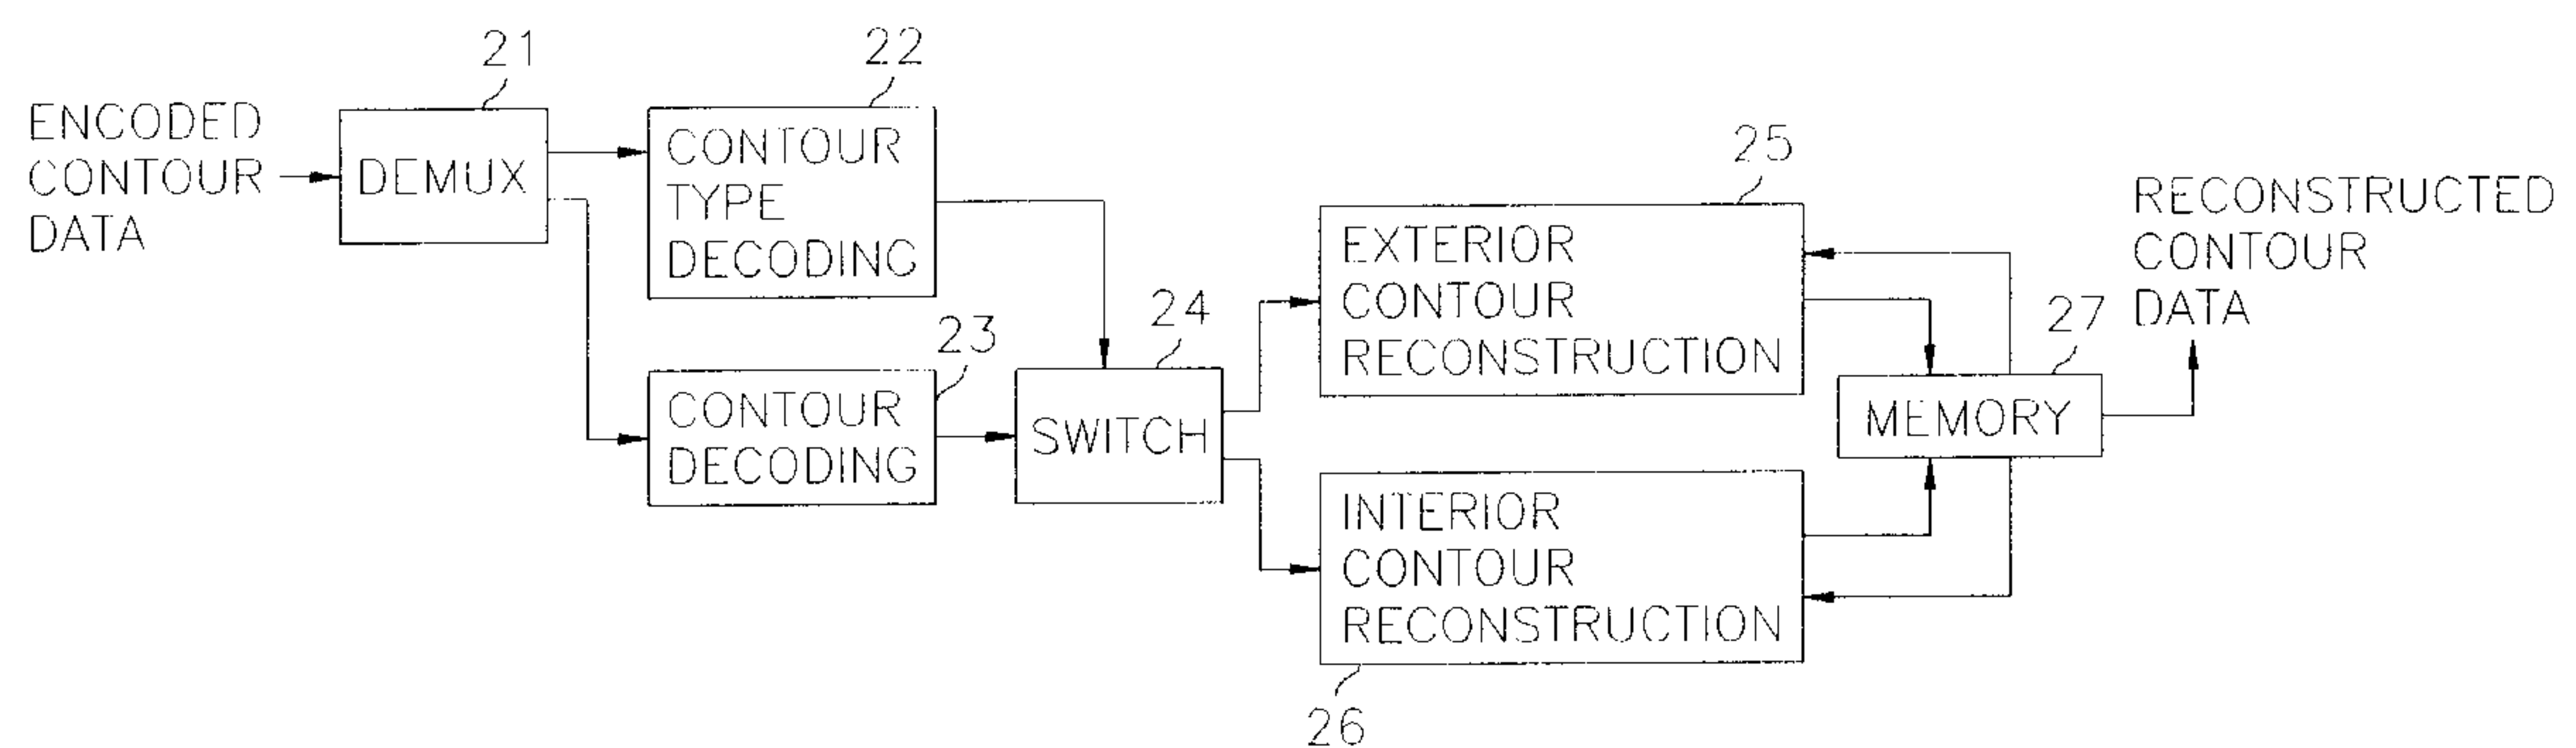 21
ENCODED
CONTOUR
DATA
DEMUX
22
CONTOUR
TYPE
DECODING
23
CONTOUR
DECODING
24
SWITCH
25
EXTERIOR
CONTOUR
RECONSTRUCTION
26
INTERIOR
CONTOUR
RECONSTRUCTION
27
MEMORY
RECONSTRUCTED
CONTOUR
DATA